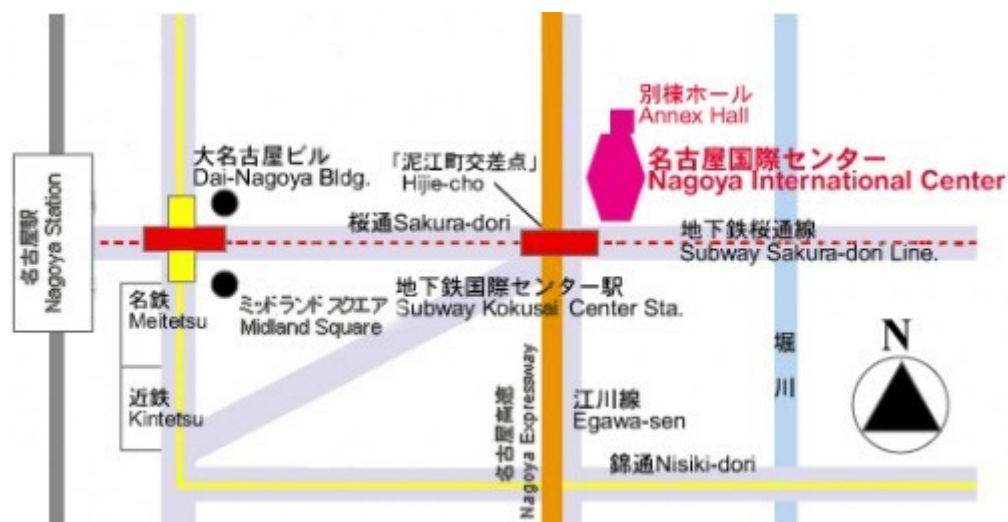 別棟ホール
Annex Hall
名古屋国際センター
Nagoya International Center
大名古屋ビル
Dai-Nagoya Bldg.
「泥江町交差点」
Hijie-cho
名古屋駅
Nagoya Station
桜通Sakura-dori
地下鉄桜通線
Subway Sakura-dori Line.
名鉄
Meitetsu
ミッドランドスクエア
Midland Square
地下鉄国際センター駅
Subway Kokusai Center Sta.
近鉄
Kintetsu
名古屋高速
Nagoya Expressway
江川線
Egawa-sen
堀川
N
錦通Nisiki-dori